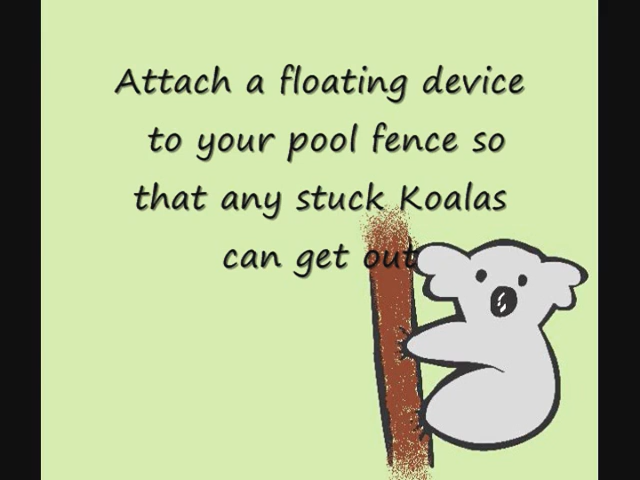 Attach a floating device
to your pool fence so
that any stuck Koalas
can get out